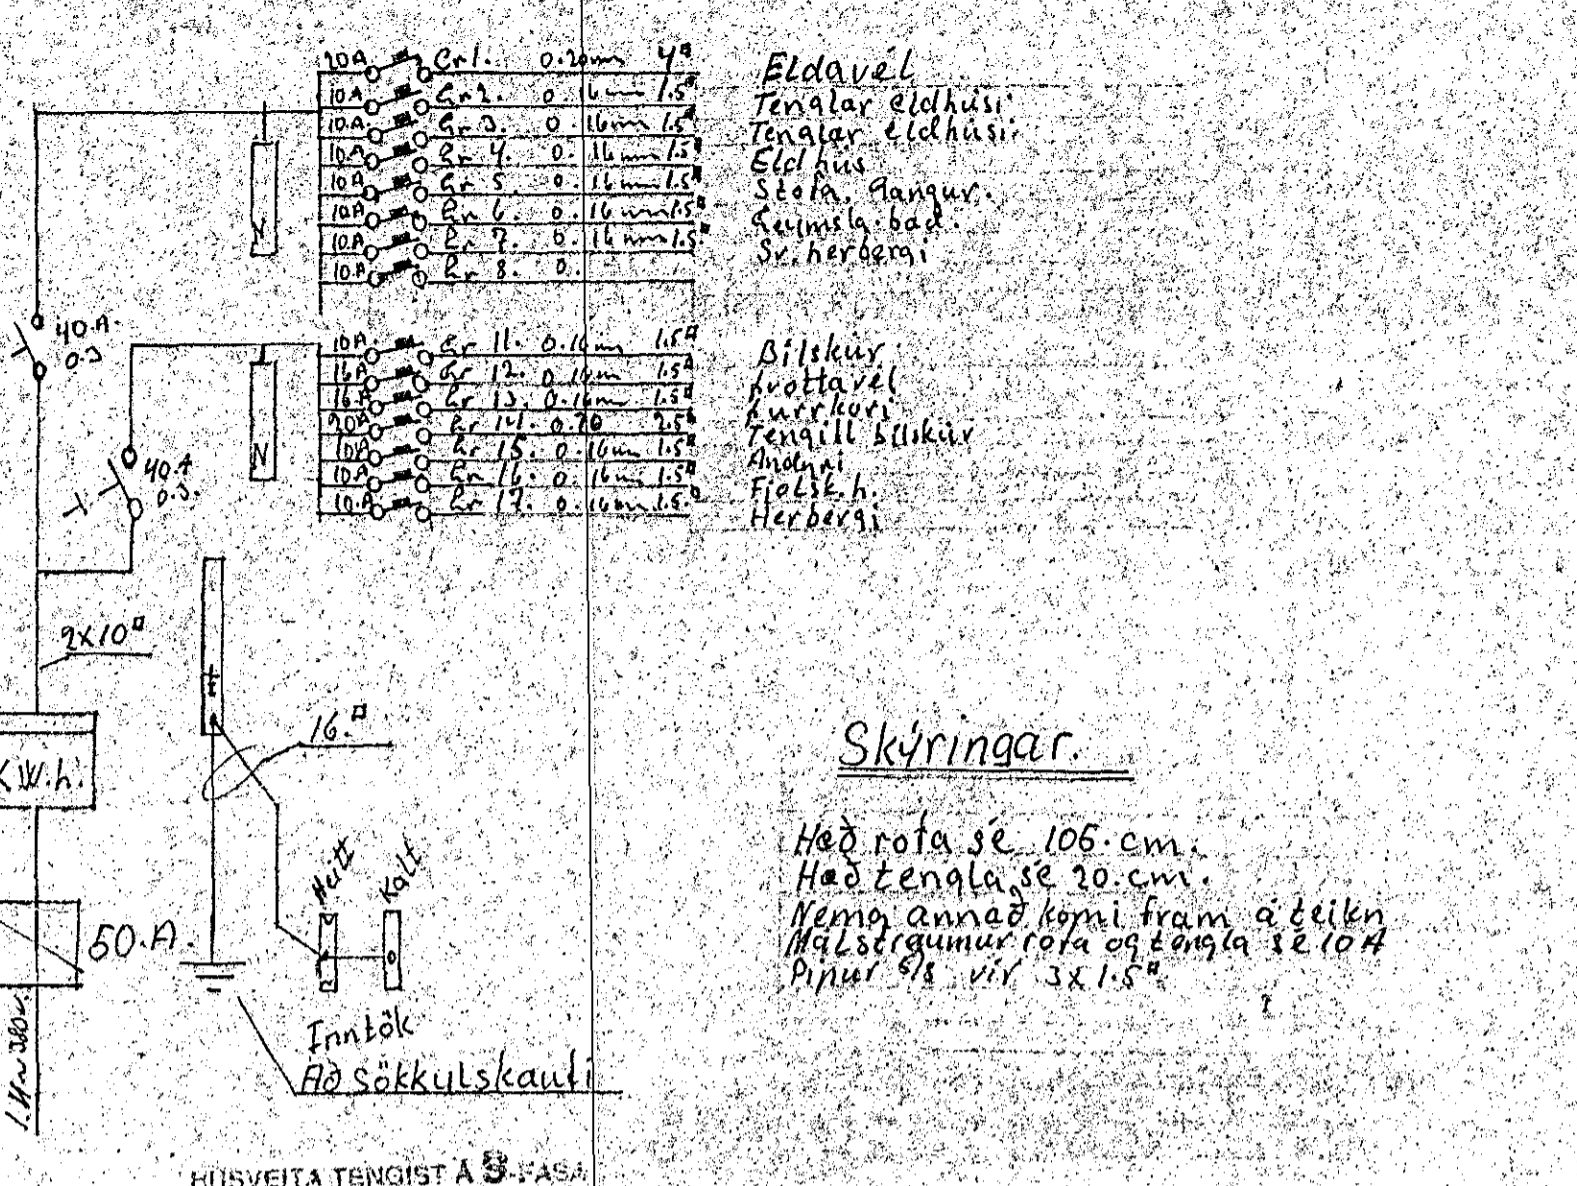 20A Gr 1. 0.20mm 4¤ Eldavél
10A Gr 2. 0.16mm 1.5¤ Tenglar eldhúsi
10A Gr 3. 0.16mm 1.5¤ Tenglar eldhúsi
10A Gr 4. 0.16mm 1.5¤ Eldhús
10A Gr 5. 0.16mm 1.5¤ Stofa. Gangur.
10A Gr 6. 0.16mm 1.5¤ Geymsla. bað.
10A Gr 7. 0.16mm 1.5¤ Sv. herbergi
10A Gr 8. 0.
N
40.A.
0.3
10A Gr 11. 0.16mm 1.5¤ Bílskúr
16A Gr 12. 0.16m 1.5¤ Þvottavél
16A Gr 13. 0.16m 1.5¤ Þurrkari
20A Gr 14. 0.20 2.5¤ Tengill bílskúr
10A Gr 15. 0.16mm 1.5¤ Anddyri
10A Gr 16. 0.16mm 1.5¤ Fjölsk.h.
10.A Gr 17. 0.16mm 1.5¤ Herbergi
N
40.A
0.3.
2x10¤
16.¤
KW.h.
Skýringar.
Hæð rofa sé 106.cm.
Hæð tengla sé 20.cm.
Nema annað komi fram á teikn
Málstraumur rofa og tengla sé 10A
Pípur 5/8 vír 3x1.5¤
Heitt
Kalt
50.A.
Inntök
Að sökkulskauti
HÚSVEITA TENGIST Á 3-FASA